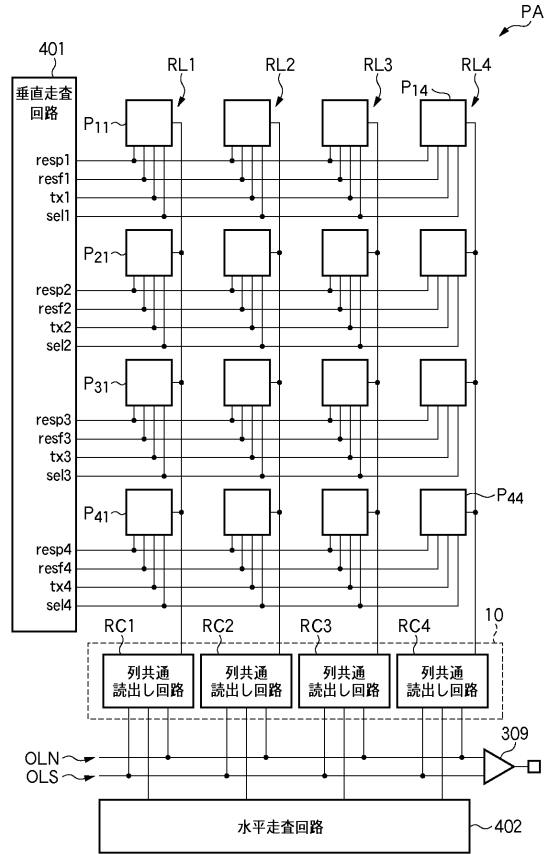 PA
401
RL1
RL2
RL3
RL4
垂直走査
回路
P11
P14
resp1
resf1
tx1
sel1
P21
resp2
resf2
tx2
sel2
P31
resp3
resf3
tx3
sel3
P41
P44
resp4
resf4
tx4
sel4
RC1
RC2
RC3
RC4
10
列共通
読出し回路
列共通
読出し回路
列共通
読出し回路
列共通
読出し回路
OLN
OLS
309
水平走査回路
402